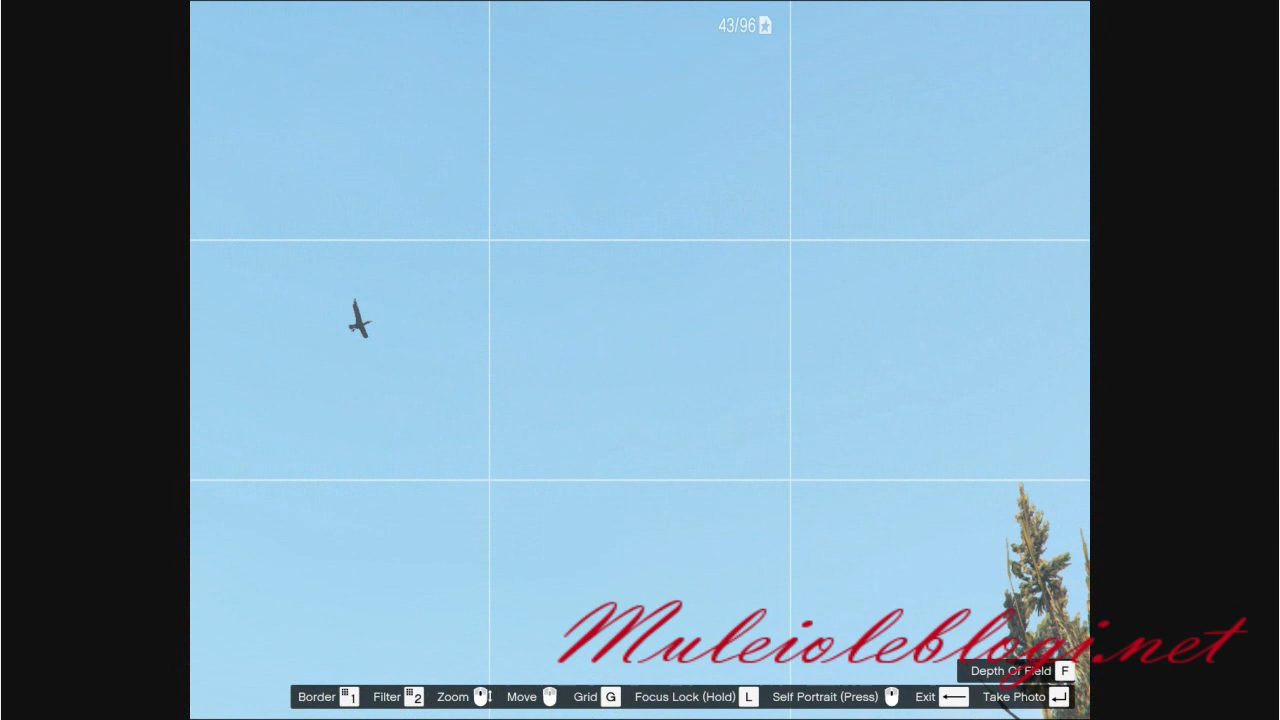 43/96
Muleioleblogi.net
Depth Of Field F
Border 1 Filter 2 Zoom Move Grid G Focus Lock (Hold) L Self Portrait (Press) Exit Take Photo